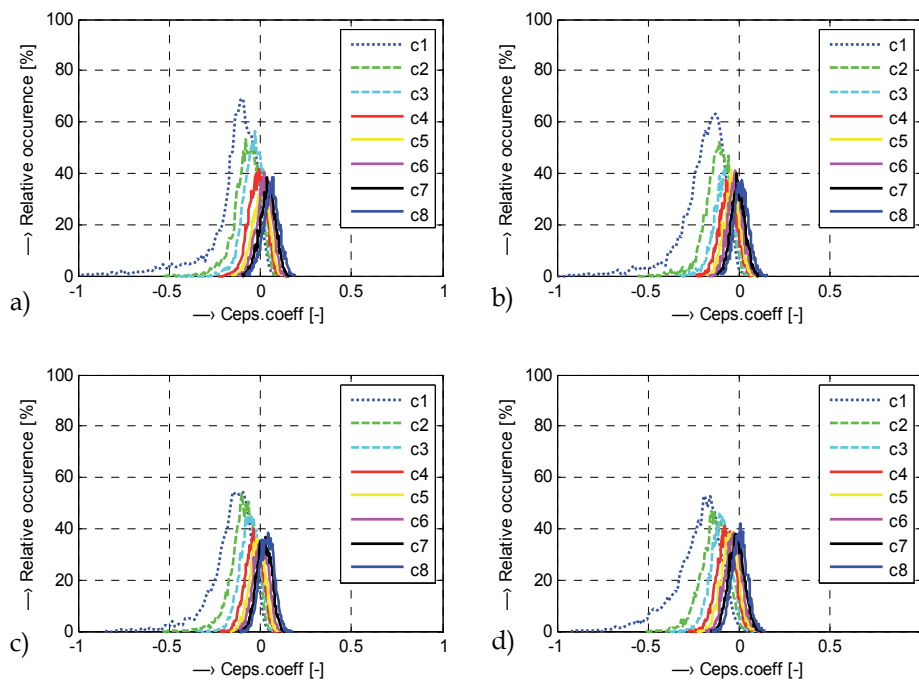 —› Relative occurence [%]
100
80
60
40
20
0
c1
c2
c3
c4
c5
c6
c7
c8
-1 -0.5 0 0.5 1
—› Ceps.coeff [-]
a)
—› Relative occurence [%]
100
80
60
40
20
0
c1
c2
c3
c4
c5
c6
c7
c8
-1 -0.5 0 0.5
—› Ceps.coeff [-]
b)
—› Relative occurence [%]
100
80
60
40
20
0
c1
c2
c3
c4
c5
c6
c7
c8
-1 -0.5 0 0.5 1
—› Ceps.coeff [-]
c)
—› Relative occurence [%]
100
80
60
40
20
0
c1
c2
c3
c4
c5
c6
c7
c8
-1 -0.5 0 0.5
—› Ceps.coeff [-]
d)